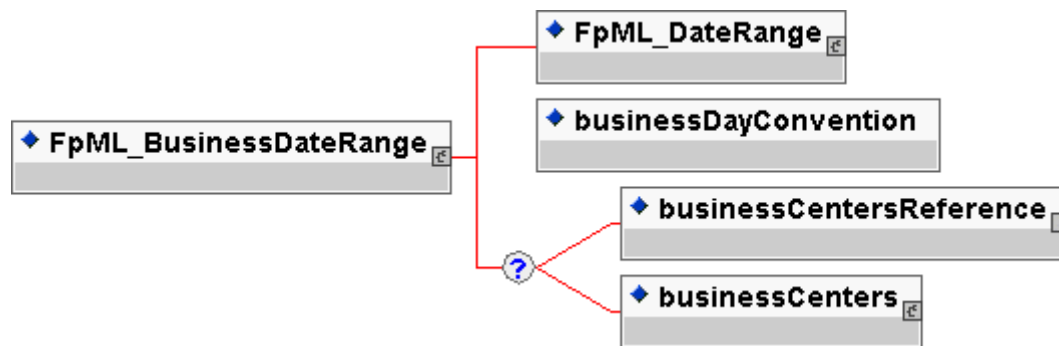 FpML_DateRange
businessDayConvention
FpML_BusinessDateRange
businessCentersReference
?
businessCenters